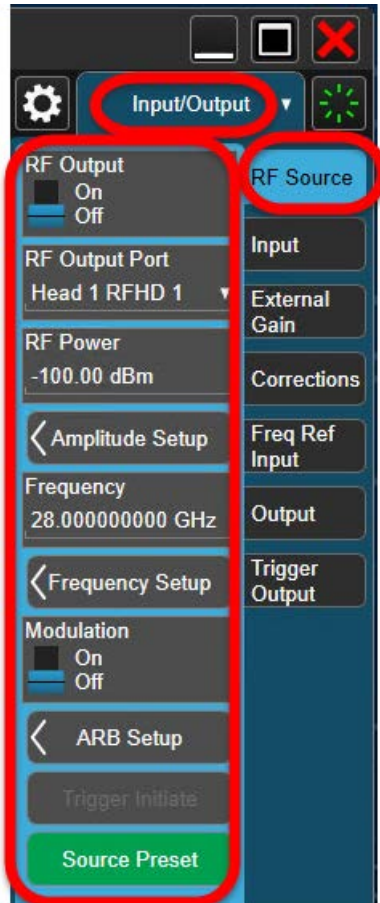 Input/Output
RF Output
On
Off
RF Output Port
Head 1 RFHD 1
RF Power
-100.00 dBm
Amplitude Setup
Frequency
28.000000000 GHz
Frequency Setup
Modulation
On
Off
ARB Setup
Trigger Initiate
Source Preset
RF Source
Input
External
Gain
Corrections
Freq Ref
Input
Output
Trigger
Output